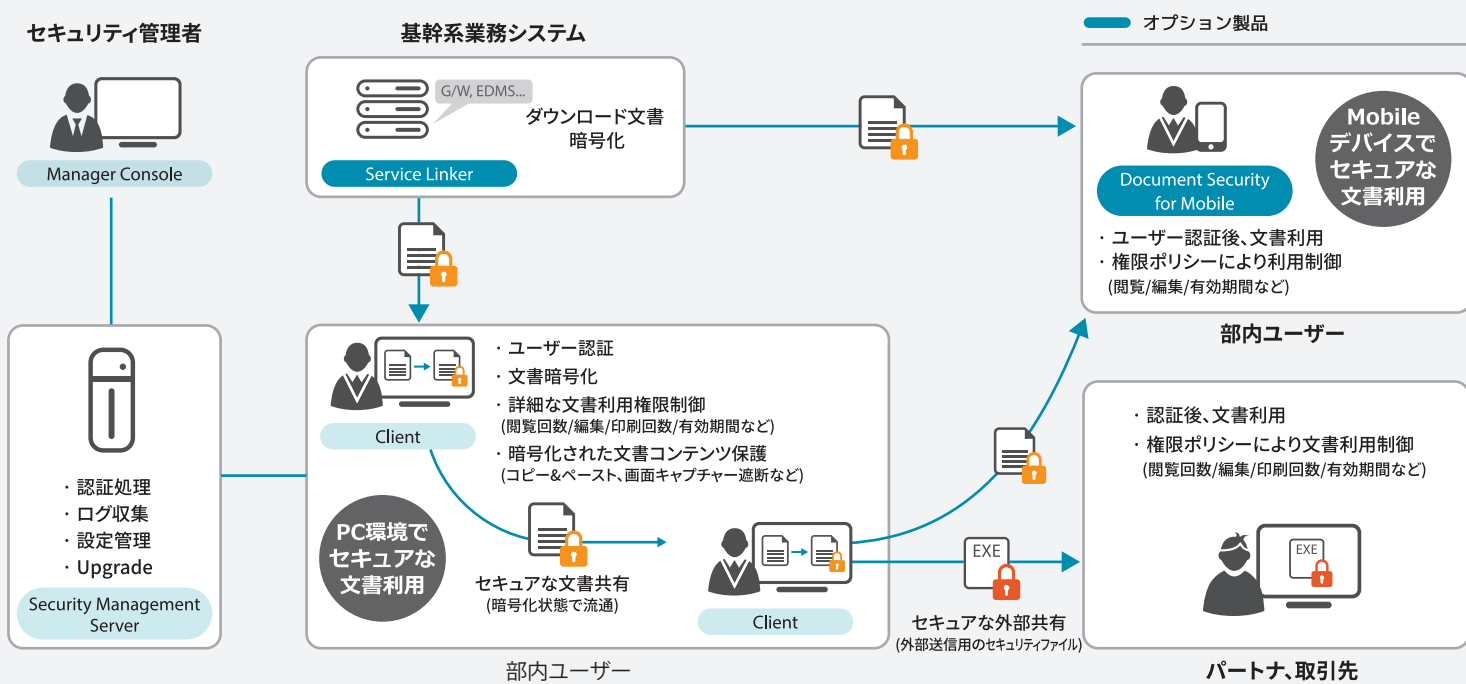 セキュリティ管理者
Manager Console
・認証処理
・ログ収集
・設定管理
・Upgrade
Security Management
Server
基幹系業務システム
G/W, EDMS...
ダウンロード文書
暗号化
Service Linker
Client
・ユーザー認証
・文書暗号化
・詳細な文書利用権限制御
(閲覧回数/編集/印刷回数/有効期間など)
・暗号化された文書コンテンツ保護
(コピー&ペースト、画面キャプチャー遮断など)
PC環境で
セキュアな
文書利用
セキュアな文書共有
(暗号化状態で流通)
Client
部内ユーザー
EXE
セキュアな外部共有
(外部送信用のセキュリティファイル)
オプション製品
Document Security
for Mobile
Mobile
デバイスで
セキュアな
文書利用
・ユーザー認証後、文書利用
・権限ポリシーにより利用制御
(閲覧/編集/有効期間など)
部内ユーザー
・認証後、文書利用
・権限ポリシーにより文書利用制御
(閲覧回数/編集/印刷回数/有効期間など)
EXE
パートナ、取引先